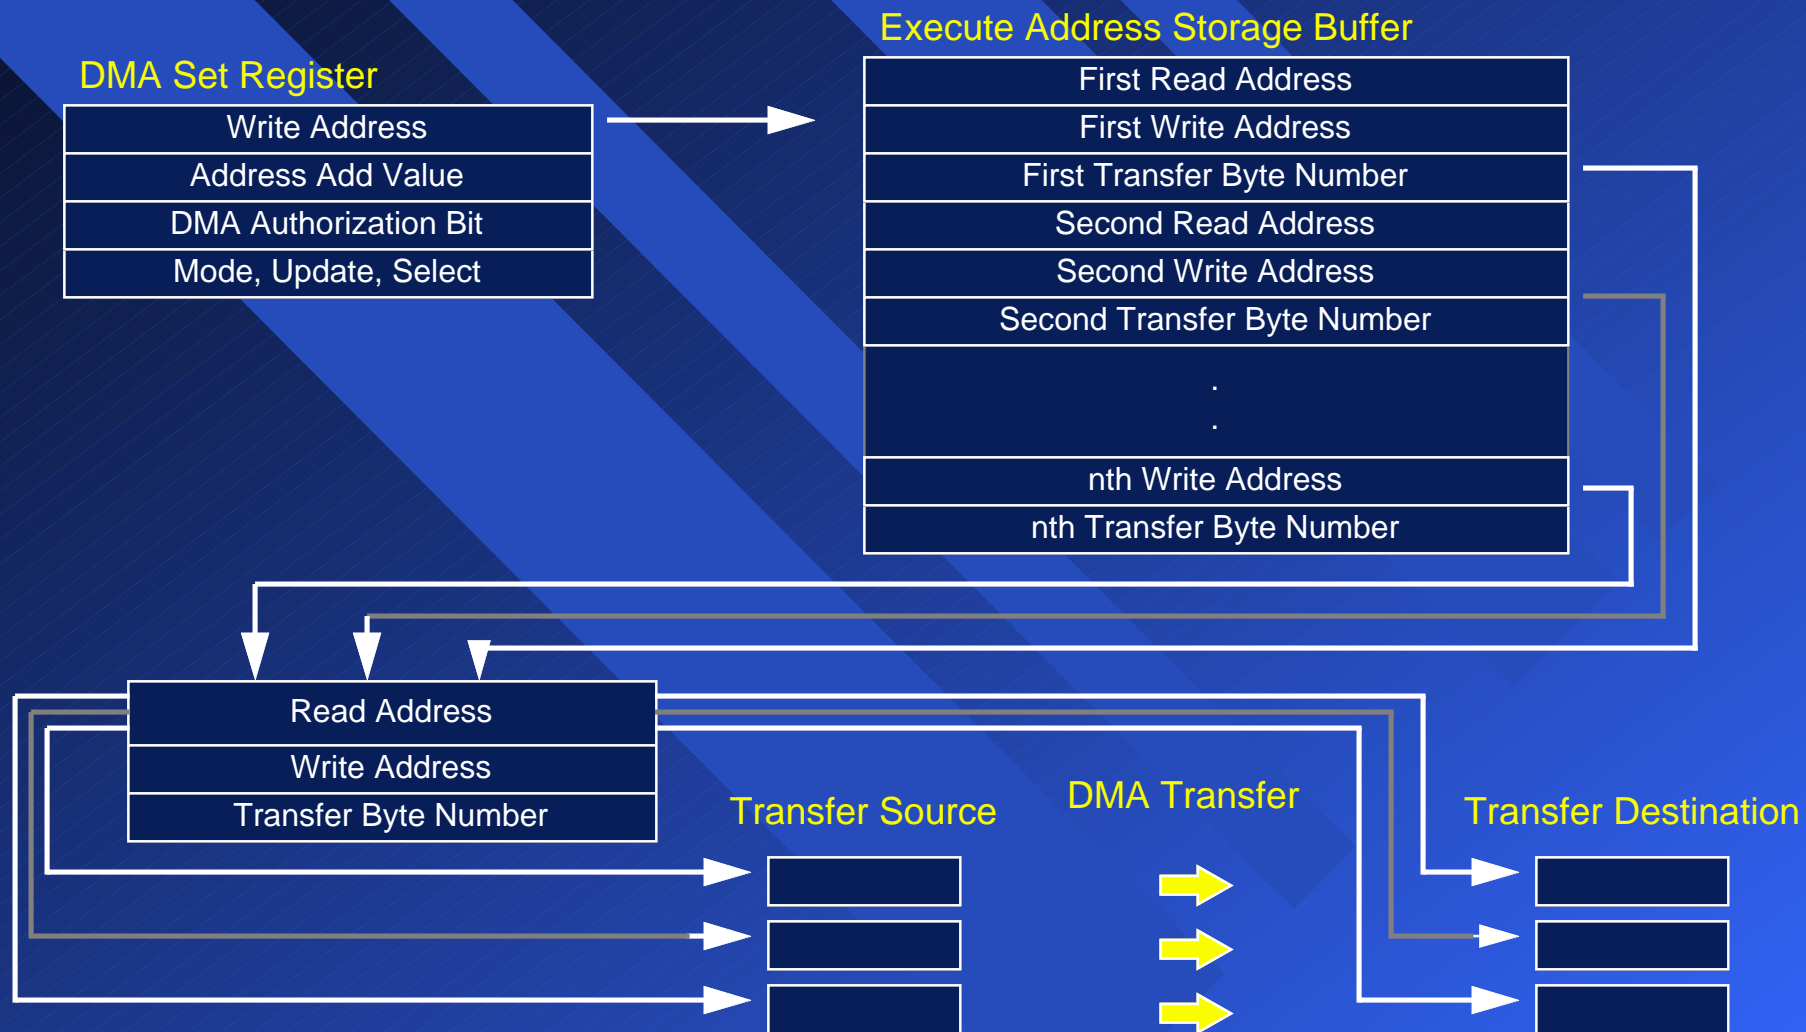 Execute Address Storage Buffer
DMA Set Register
Write Address
Address Add Value
DMA Authorization Bit
Mode, Update, Select
First Read Address
First Write Address
First Transfer Byte Number
Second Read Address
Second Write Address
Second Transfer Byte Number
.
.
nth Write Address
nth Transfer Byte Number
Read Address
Write Address
Transfer Byte Number
Transfer Source
DMA Transfer
Transfer Destination